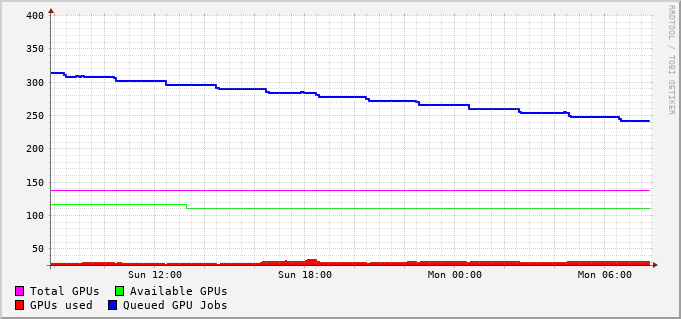 400
350
300
250
200
150
100
50
Sun 12:00 Sun 18:00 Mon 00:00 Mon 06:00
Total GPUs Available GPUs
GPUs used Queued GPU Jobs
RRDTOOL / TOBI OETIKER